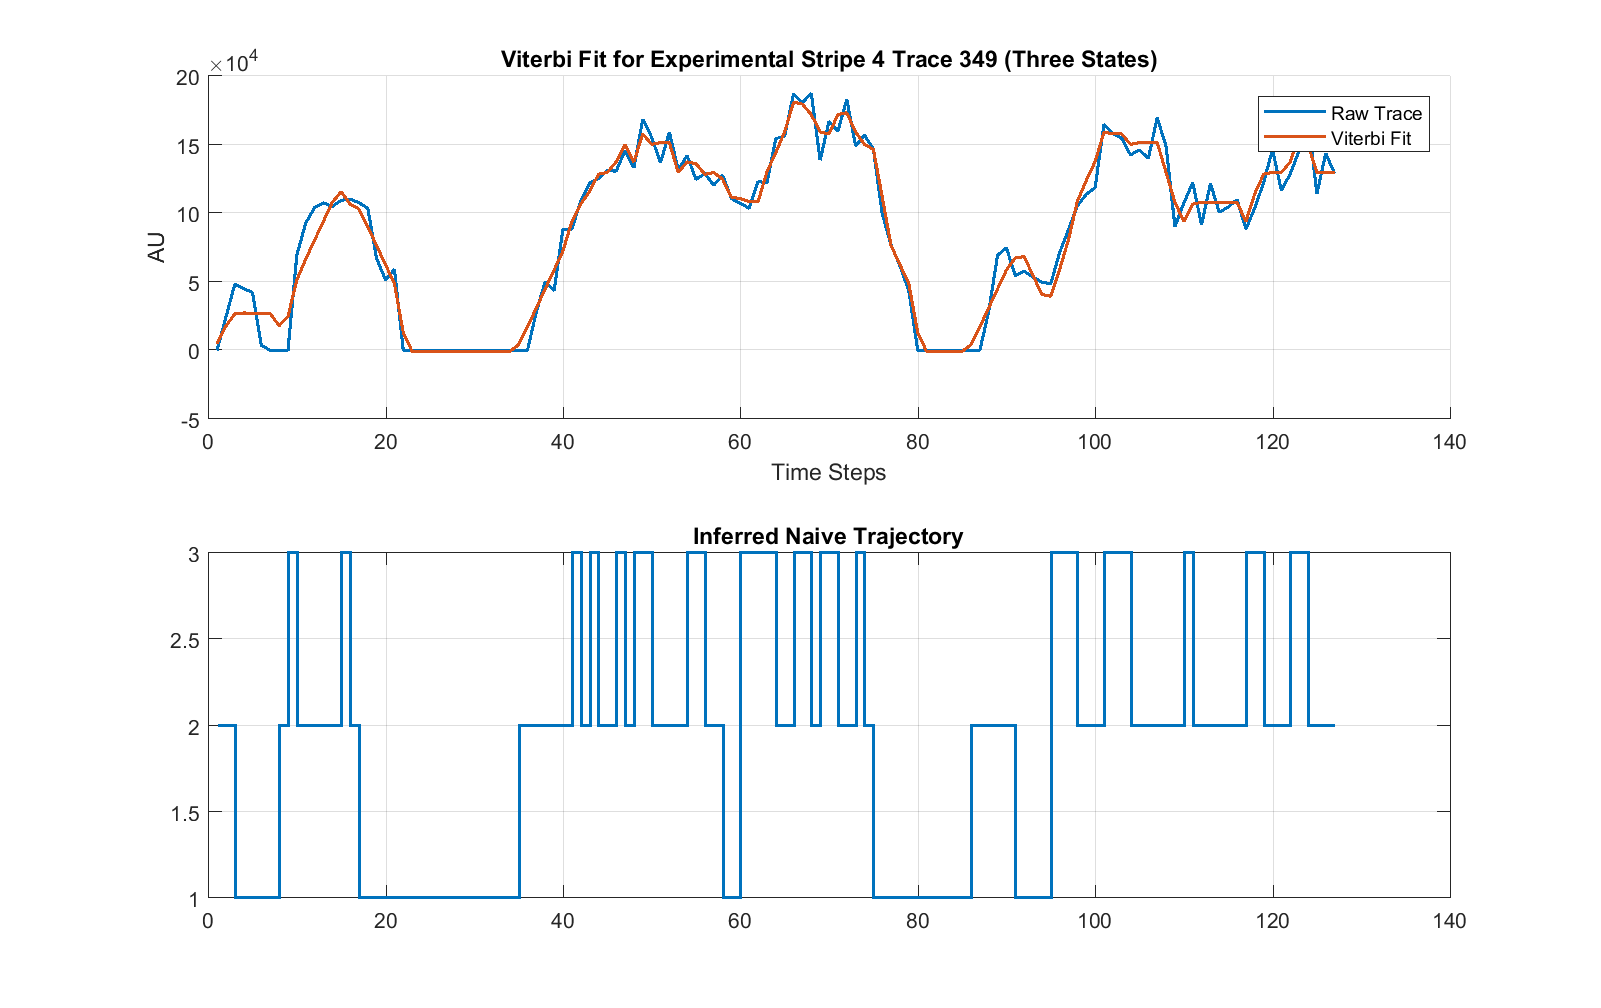 Viterbi Fit for Experimental Stripe 4 Trace 349 (Three States)
×10⁴
20
15
10
5
0
-5
AU
Raw Trace
Viterbi Fit
0 20 40 60 80 100 120 140
Time Steps
Inferred Naive Trajectory
3
2.5
2
1.5
1
0 20 40 60 80 100 120 140